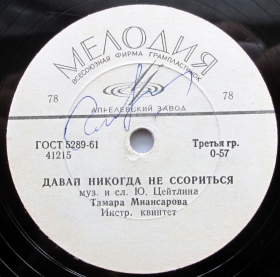 МЕЛОДИЯ
ВСЕСОЮЗНАЯ ФИРМА ГРАМПЛАСТИНОК
78 78
АПРЕЛЕВСКИЙ ЗАВОД
ГОСТ 5289-61 Третья гр.
41215 0-57
ДАВАЙ НИКОГДА НЕ ССОРИТЬСЯ
муз. и сл. Ю. Цейтлина
Тамара Миансарова
Инстр. квинтет